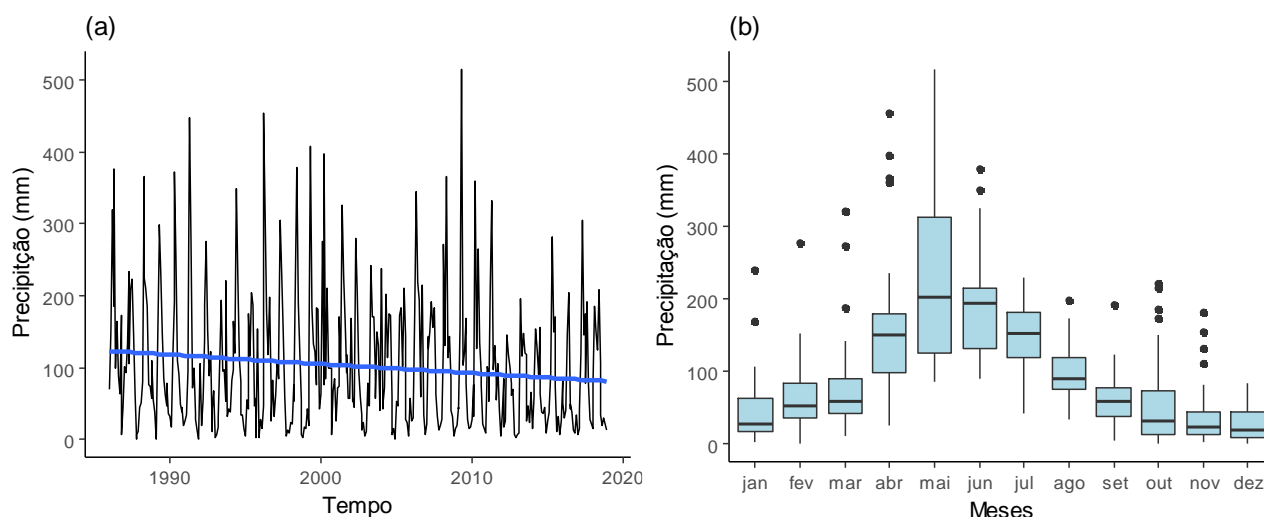 (a)
Precipitção (mm)
500
400
300
200
100
0
1990
2000
2010
2020
Tempo
(b)
Precipitação (mm)
500
400
300
200
100
0
jan fev mar abr mai jun jul ago set out nov dez
Meses